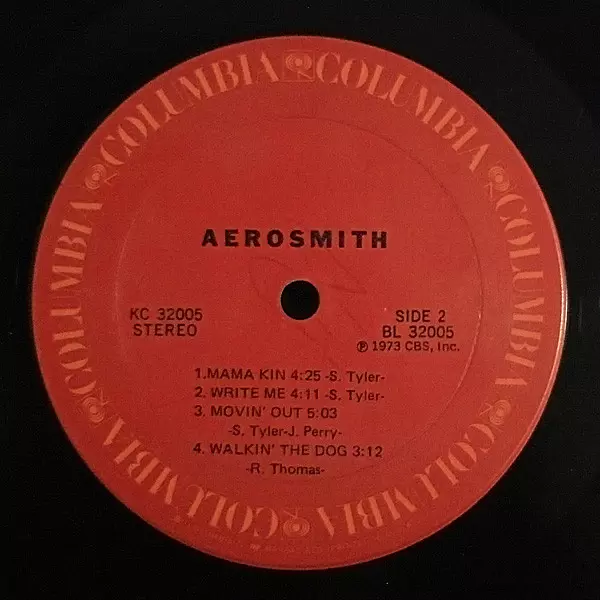 COLUMBIA COLUMBIA COLUMBIA COLUMBIA COLUMBIA COLUMBIA
AEROSMITH
KC 32005
STEREO
SIDE 2
BL 32005
Ⓟ 1973 CBS, Inc.
1.MAMA KIN 4:25 -S. Tyler-
2. WRITE ME 4:11 -S. Tyler-
3. MOVIN' OUT 5:03
-S. Tyler-J. Perry-
4. WALKIN' THE DOG 3:12
-R. Thomas-